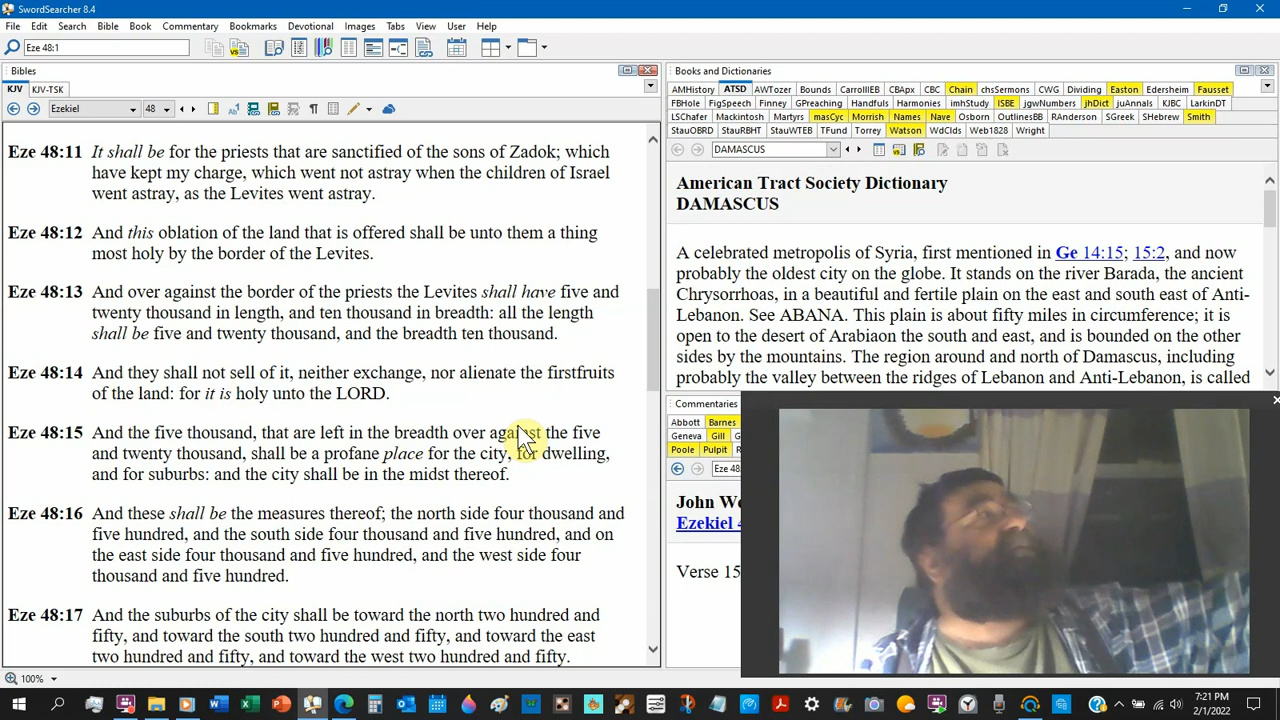 SwordSearcher 8.4
File Edit Search Bible Book Commentary Bookmarks Devotional Images Tabs View User Help
Eze 48:1
Bibles
KJV KJV-TSK
Ezekiel 48
Eze 48:11 It shall be for the priests that are sanctified of the sons of Zadok; which
have kept my charge, which went not astray when the children of Israel
went astray, as the Levites went astray.
Eze 48:12 And this oblation of the land that is offered shall be unto them a thing
most holy by the border of the Levites.
Eze 48:13 And over against the border of the priests the Levites shall have five and
twenty thousand in length, and ten thousand in breadth: all the length
shall be five and twenty thousand, and the breadth ten thousand.
Eze 48:14 And they shall not sell of it, neither exchange, nor alienate the firstfruits
of the land: for it is holy unto the LORD.
Eze 48:15 And the five thousand, that are left in the breadth over against the five
and twenty thousand, shall be a profane place for the city, for dwelling,
and for suburbs: and the city shall be in the midst thereof.
Eze 48:16 And these shall be the measures thereof; the north side four thousand and
five hundred, and the south side four thousand and five hundred, and on
the east side four thousand and five hundred, and the west side four
thousand and five hundred.
Eze 48:17 And the suburbs of the city shall be toward the north two hundred and
fifty, and toward the south two hundred and fifty, and toward the east
two hundred and fifty, and toward the west two hundred and fifty.
100%
Books and Dictionaries
AMHistory ATSD AWTozer Bounds CarrollEB CBApx CBC Chain chsSermons CWG Dividing Easton Edersheim Fausset
FBHole FigSpeech Finney GPreaching Handfuls Harmonies imhStudy ISBE jgwNumbers jhDict juAnnals KJBC LarkinDT
LSChafer Mackintosh Martyrs masCyc Morrish Names Nave Osborn OutlinesBB RAnderson SGreek SHebrew Smith
StauOBRD StauRBHT StauWTEB TFund Torrey Watson WdClds Web1828 Wright
DAMASCUS
American Tract Society Dictionary
DAMASCUS
A celebrated metropolis of Syria, first mentioned in Ge 14:15; 15:2, and now
probably the oldest city on the globe. It stands on the river Barada, the ancient
Chrysorrhoas, in a beautiful and fertile plain on the east and south east of Anti-
Lebanon. See ABANA. This plain is about fifty miles in circumference; it is
open to the desert of Arabiaon the south and east, and is bounded on the other
sides by the mountains. The region around and north of Damascus, including
probably the valley between the ridges of Lebanon and Anti-Lebanon, is called
Commentaries
Abbott Barnes
Geneva Gill
Poole Pulpit
Eze 48
John We
Ezekiel 4
Verse 15
7:21 PM
2/1/2022